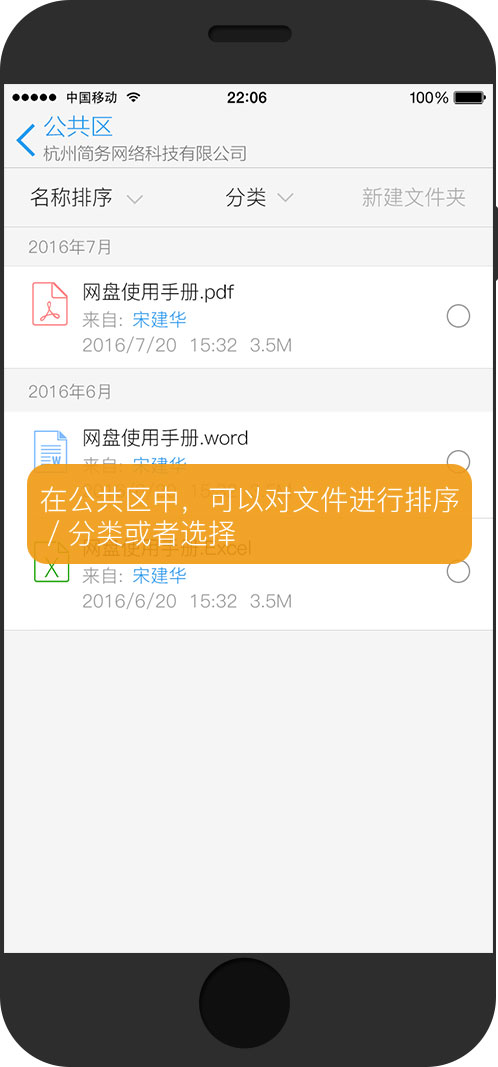 中国移动 22:06 100%
公共区
杭州简务网络科技有限公司
名称排序 分类 新建文件夹
2016年7月
网盘使用手册.pdf
来自: 宋建华
2016/7/20 15:32 3.5M
2016年6月
网盘使用手册.word
来自: 宋建华
在公共区中，可以对文件进行排序
/ 分类或者选择
网盘使用手册.Excel
来自: 宋建华
2016/6/20 15:32 3.5M